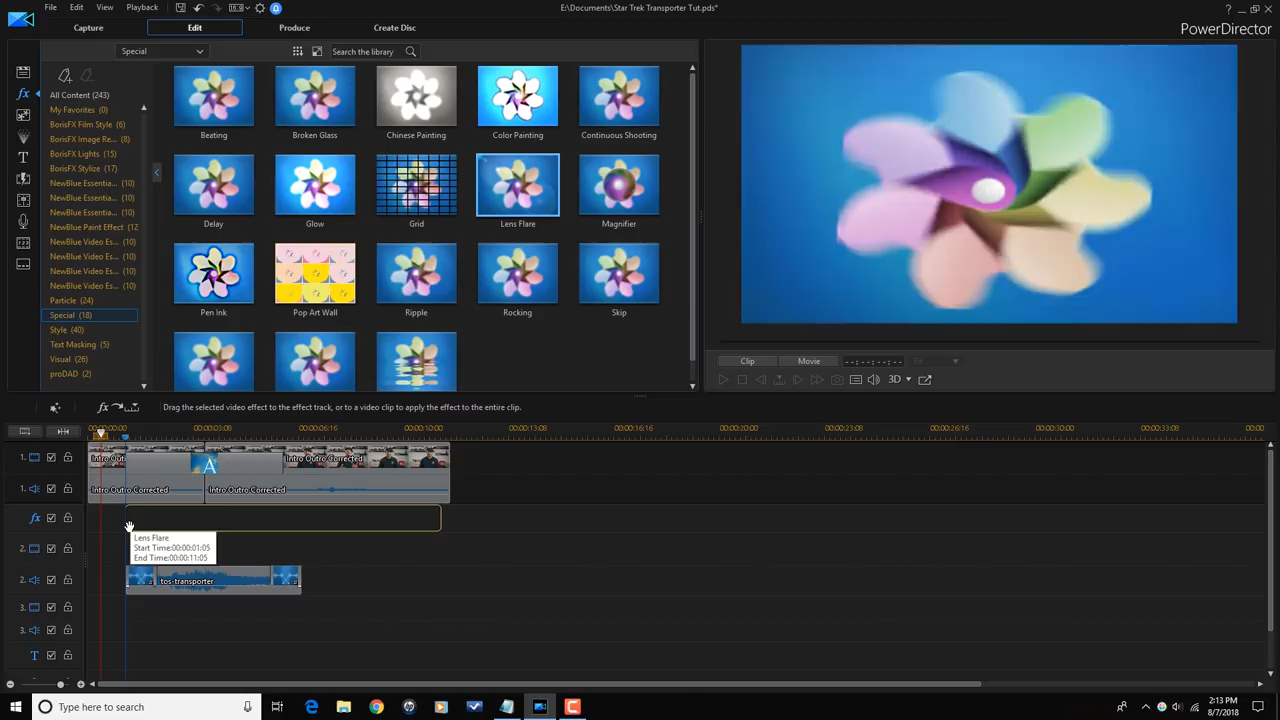 File Edit View Playback
E:\Documents\Star Trek Transporter Tut.pds*
Capture Edit Produce Create Disc
PowerDirector
Special
Search the library
All Content (243)
My Favorites (0)
BorisFX Film Style (6)
BorisFX Image Re... (8)
BorisFX Lights (15)
BorisFX Stylize (17)
NewBlue Essentia... (10)
NewBlue Essentia... (10)
NewBlue Essentia... (10)
NewBlue Paint Effect (12
NewBlue Video Es... (10)
NewBlue Video Es... (10)
NewBlue Video Es... (10)
NewBlue Video Es... (10)
Particle (24)
Special (18)
Style (40)
Text Masking (5)
Visual (26)
proDAD (2)
Beating Broken Glass Chinese Painting Color Painting Continuous Shooting
Delay Glow Grid Lens Flare Magnifier
Pen Ink Pop Art Wall Ripple Rocking Skip
Clip Movie --:--:--:--
3D
fx Drag the selected video effect to the effect track, or to a video clip to apply the effect to the entire clip.
00:00:00:00 00:00:03:08 00:00:06:16 00:00:10:00 00:00:13:08 00:00:16:16 00:00:20:00 00:00:23:08 00:00:26:16 00:00:30:00 00:00:33:08 00:00
1. Intro Outro Corrected
1. Intro Outro Corrected Intro Outro Corrected
fx
Lens Flare
Start Time:00:00:01:05
End Time:00:00:11:05
2.
2. tos-transporter
3.
3.
T
Type here to search
2:13 PM
8/7/2018